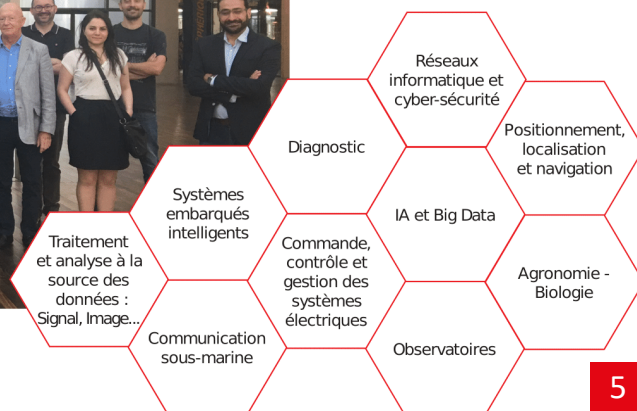 Réseaux
informatique et
cyber-sécurité
Positionnement,
localisation
et navigation
Diagnostic
Systèmes
embarqués
intelligents
IA et Big Data
Traitement
et analyse à la
source des
données :
Signal, Image...
Commande,
contrôle et
gestion des
systèmes
électriques
Agronomie -
Biologie
Communication
sous-marine
Observatoires
5